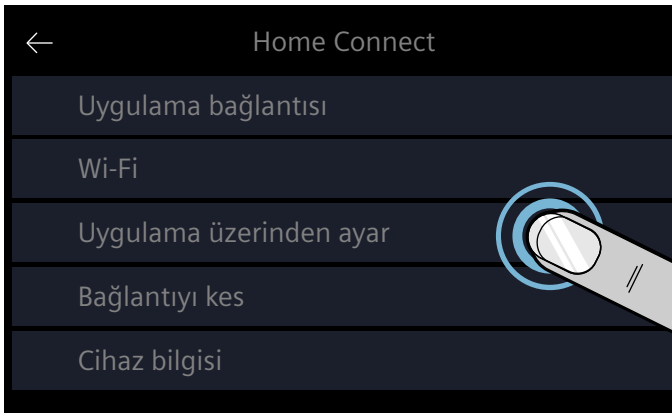 Home Connect
Uygulama bağlantısı
Wi-Fi
Uygulama üzerinden ayar
Bağlantıyı kes
Cihaz bilgisi